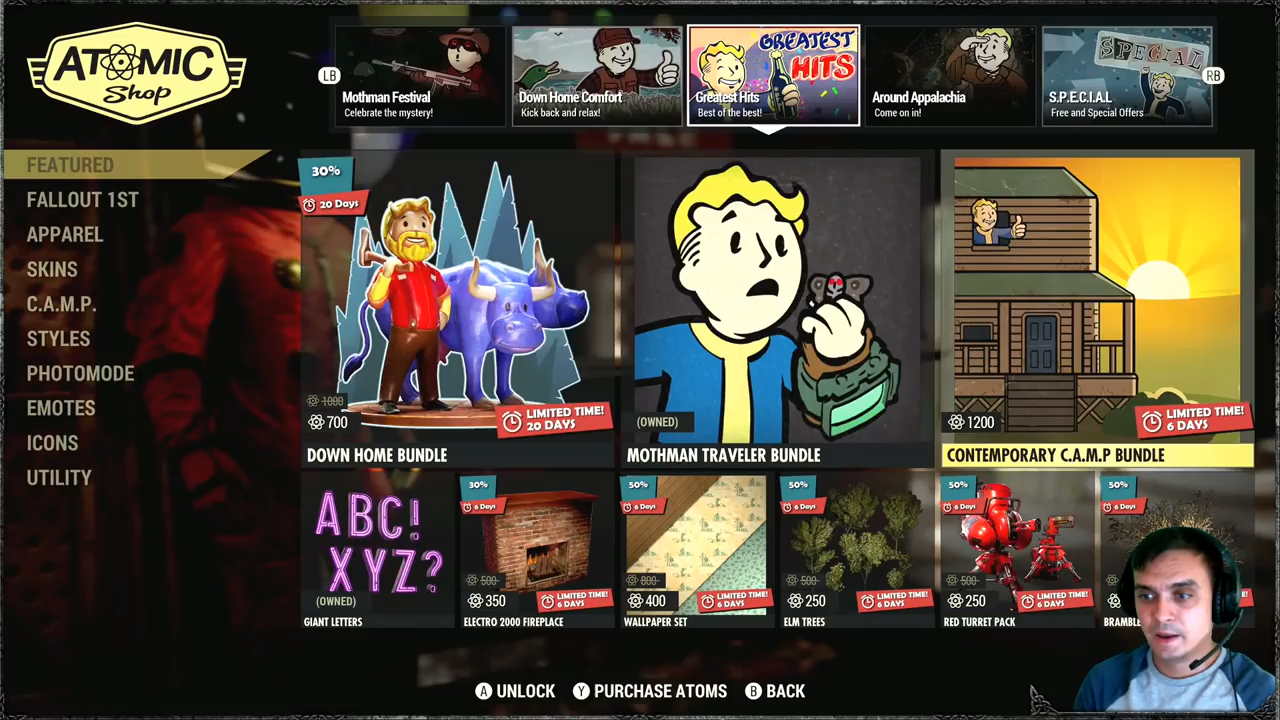 ATOMIC
Shop
LB
Mothman Festival
Celebrate the mystery!
Down Home Comfort
Kick back and relax!
GREATEST
HITS
Greatest Hits
Best of the best!
Around Appalachia
Come on in!
SPECIAL
S.P.E.C.I.A.L
Free and Special Offers
RB
FEATURED
FALLOUT 1ST
APPAREL
SKINS
C.A.M.P.
STYLES
PHOTOMODE
EMOTES
ICONS
UTILITY
30%
20 Days
1000
700
LIMITED TIME!
20 DAYS
DOWN HOME BUNDLE
(OWNED)
MOTHMAN TRAVELER BUNDLE
1200
LIMITED TIME!
6 DAYS
CONTEMPORARY C.A.M.P BUNDLE
ABC!
XYZ?
(OWNED)
GIANT LETTERS
30%
6 Days
500
350
LIMITED TIME!
6 DAYS
ELECTRO 2000 FIREPLACE
50%
6 Days
800
400
LIMITED TIME!
6 DAYS
WALLPAPER SET
50%
6 Days
500
250
LIMITED TIME!
6 DAYS
ELM TREES
50%
6 Days
500
250
LIMITED TIME!
6 DAYS
RED TURRET PACK
50%
6 Days
A UNLOCK
Y PURCHASE ATOMS
B BACK